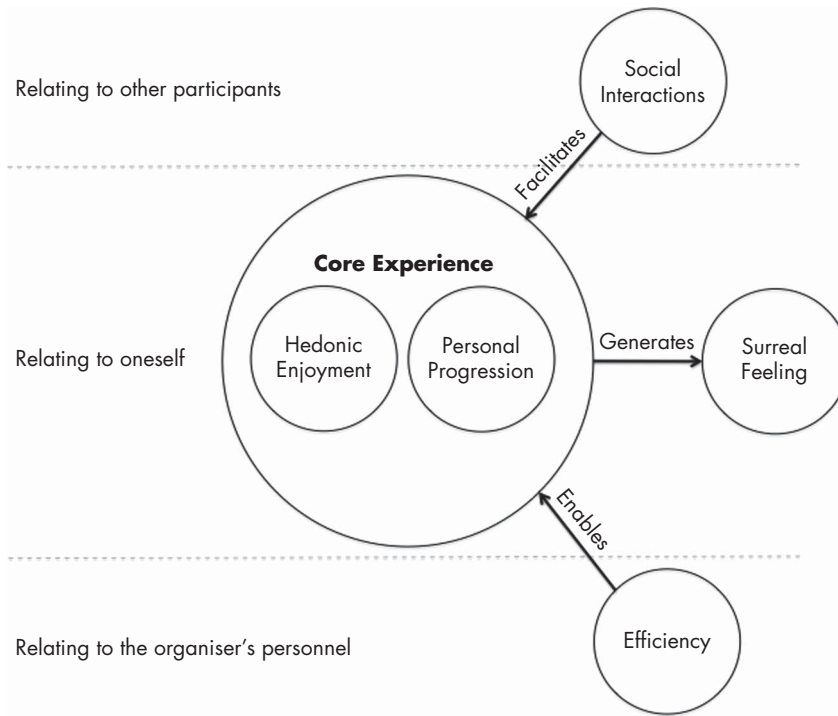 Relating to other participants
Social
Interactions
Facilitates
Core Experience
Hedonic
Enjoyment
Personal
Progression
Relating to oneself
Generates
Surreal
Feeling
Enables
Relating to the organiser’s personnel
Efficiency